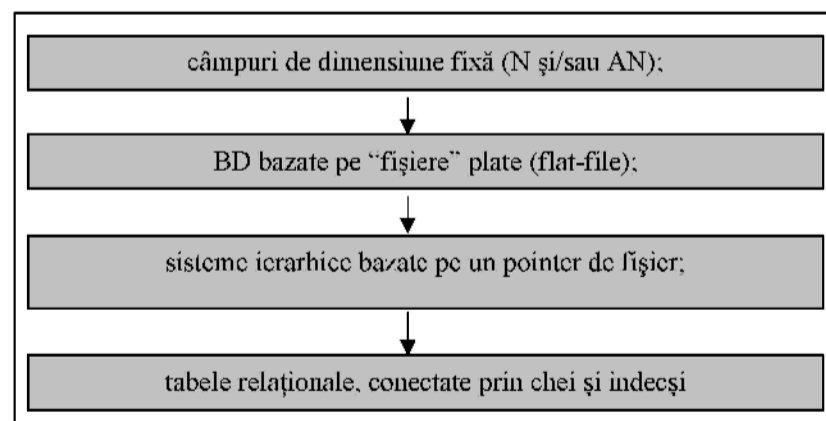 câmpuri de dimensiune fixă (N şi/sau AN);
BD bazate pe “fişiere” plate (flat-file);
sisteme ierarhice bazate pe un pointer de fişier;
tabele relaţionale, conectate prin chei şi indecşi